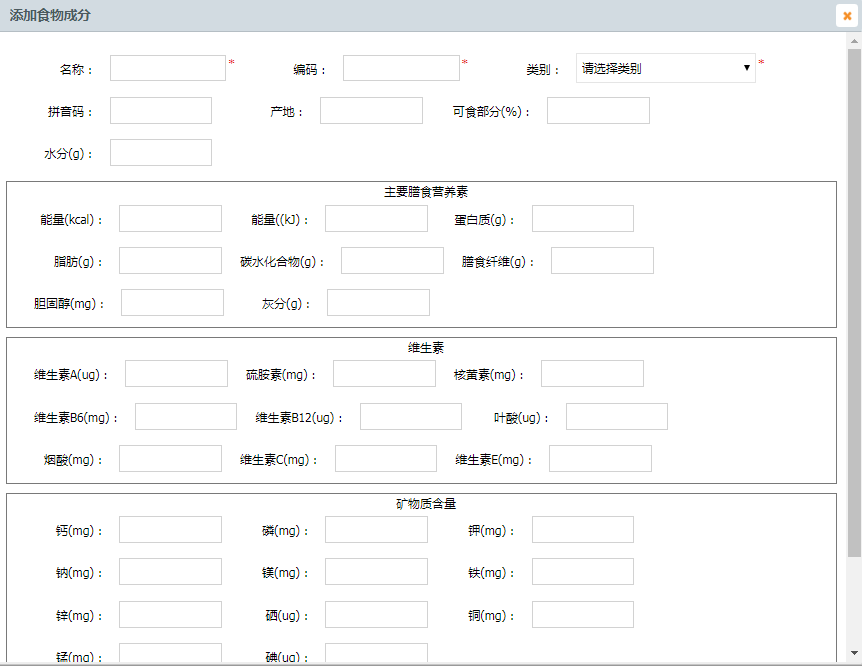 添加食物成分
名称： * 编码： * 类别： 请选择类别 *
拼音码： 产地： 可食部分(%)：
水分(g)：
主要膳食营养素
能量(kcal)： 能量((kJ)： 蛋白质(g)：
脂肪(g)： 碳水化合物(g)： 膳食纤维(g)：
胆固醇(mg)： 灰分(g)：
维生素
维生素A(ug)： 硫胺素(mg)： 核黄素(mg)：
维生素B6(mg)： 维生素B12(ug)： 叶酸(ug)：
烟酸(mg)： 维生素C(mg)： 维生素E(mg)：
矿物质含量
钙(mg)： 磷(mg)： 钾(mg)：
钠(mg)： 镁(mg)： 铁(mg)：
锌(mg)： 硒(ug)： 铜(mg)：
锰(mg)： 碘(ug)：